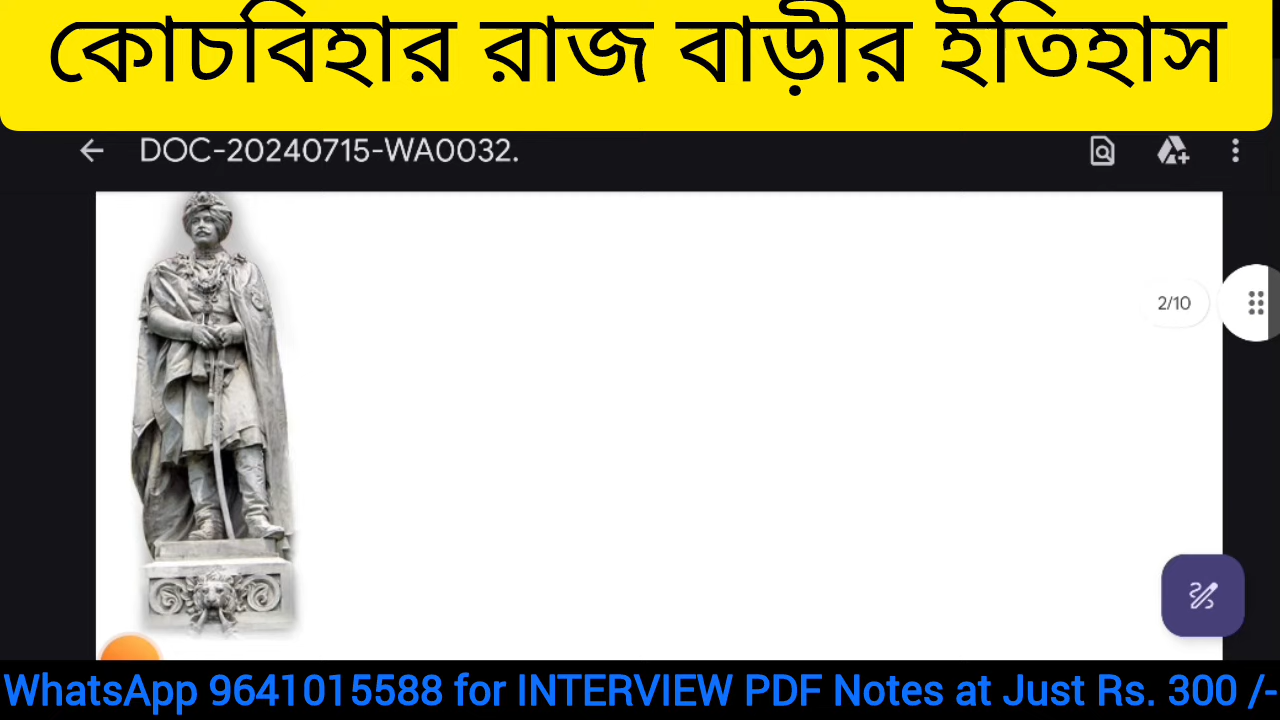 কোচবিহার রাজ বাড়ীর ইতিহাস
DOC-20240715-WA0032.
2/10
WhatsApp 9641015588 for INTERVIEW PDF Notes at Just Rs. 300 /-